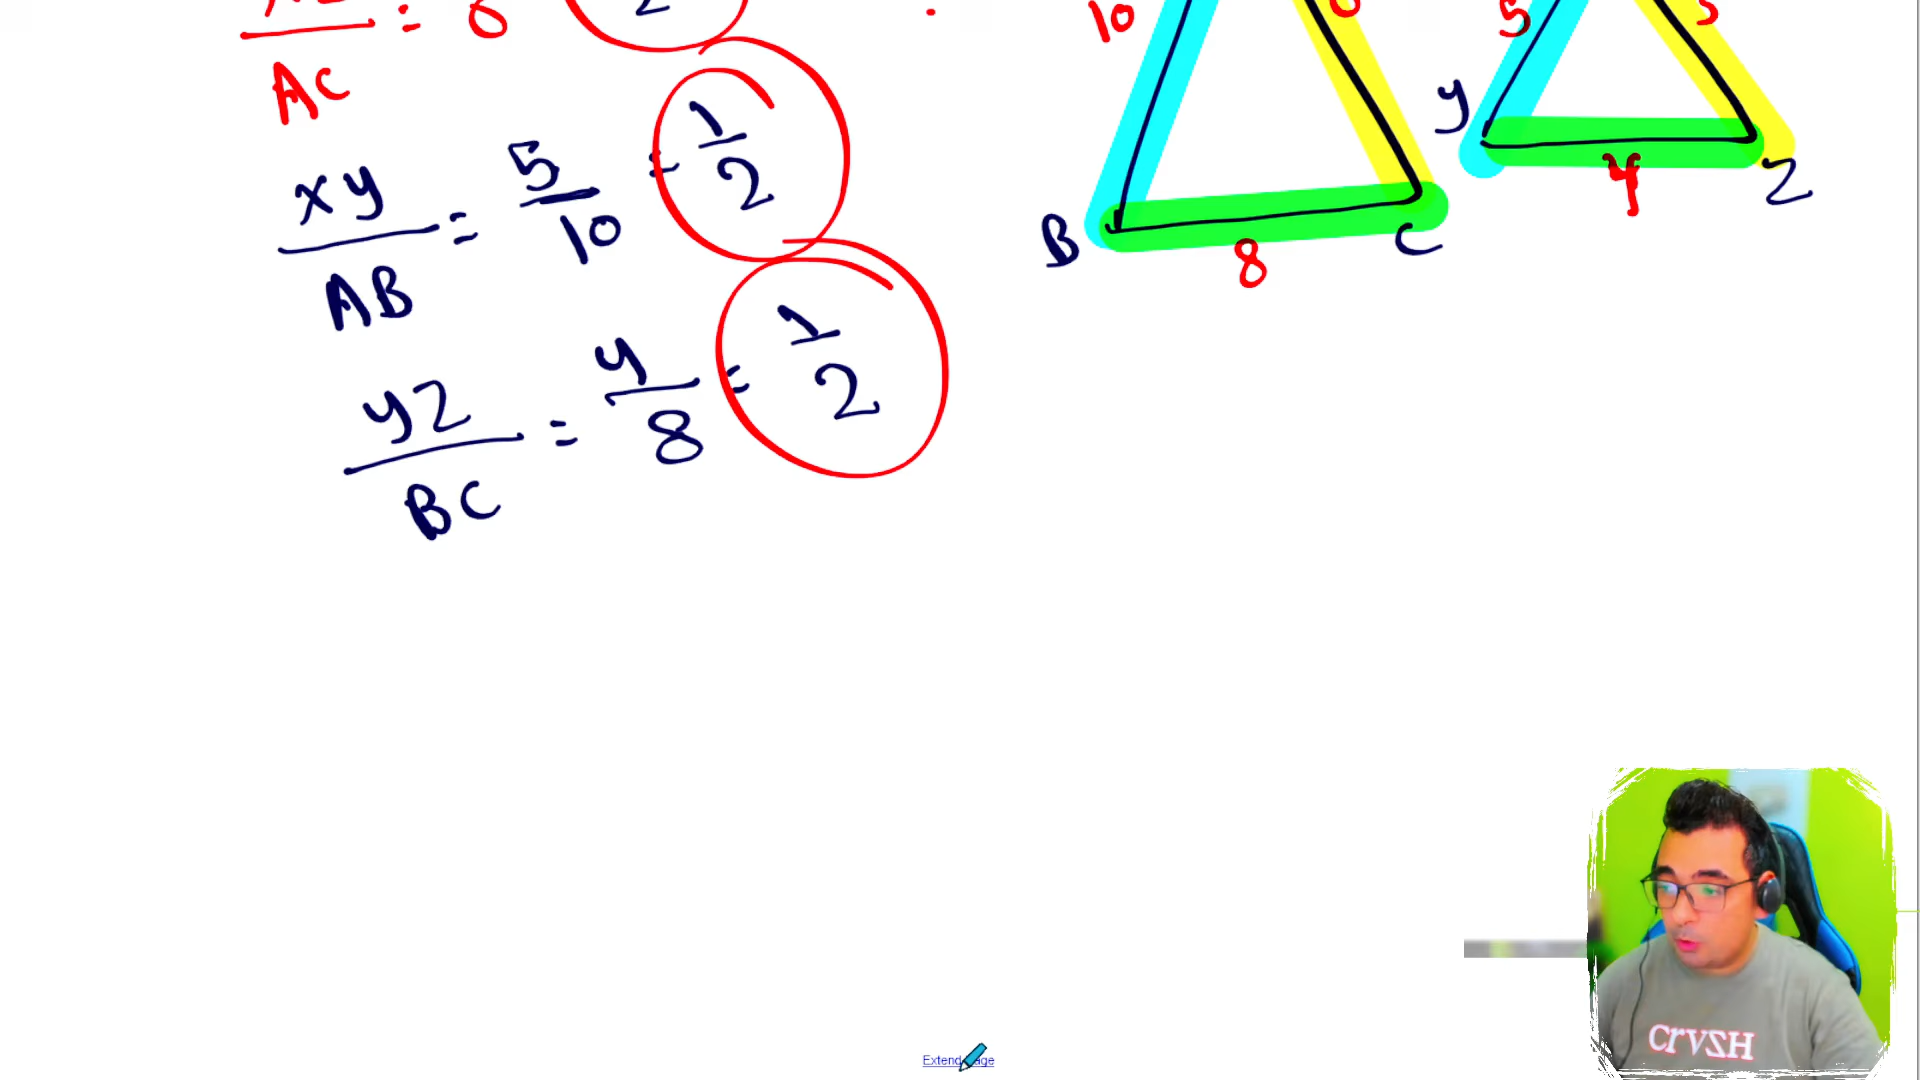 AC
xy/AB = 5/10 = 1/2
yz/BC = 4/8 = 1/2
10
5
y
4
z
B
8
C
Extend
CRVSH